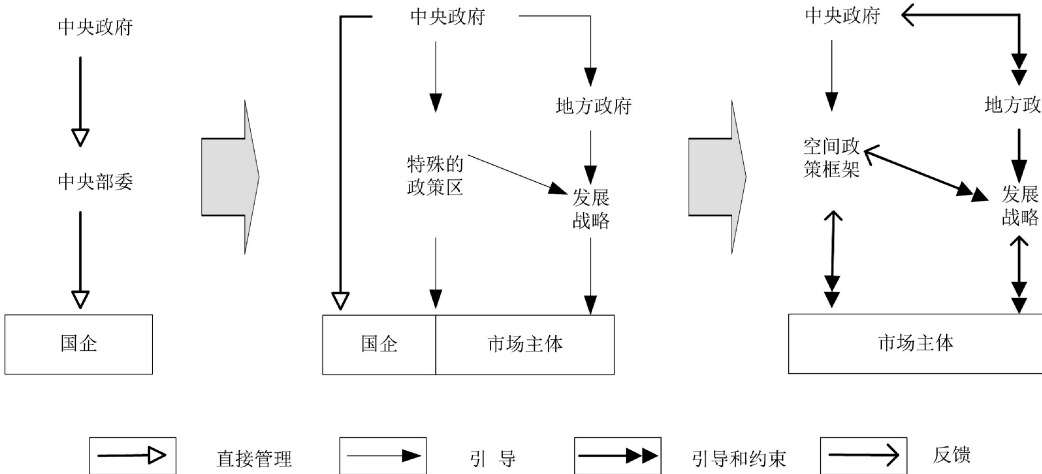 中央政府
中央部委
国企
中央政府
地方政府
特殊的
政策区
发展
战略
国企
市场主体
中央政府
地方政
空间政
策框架
发展
战略
市场主体
直接管理
引 导
引导和约束
反馈